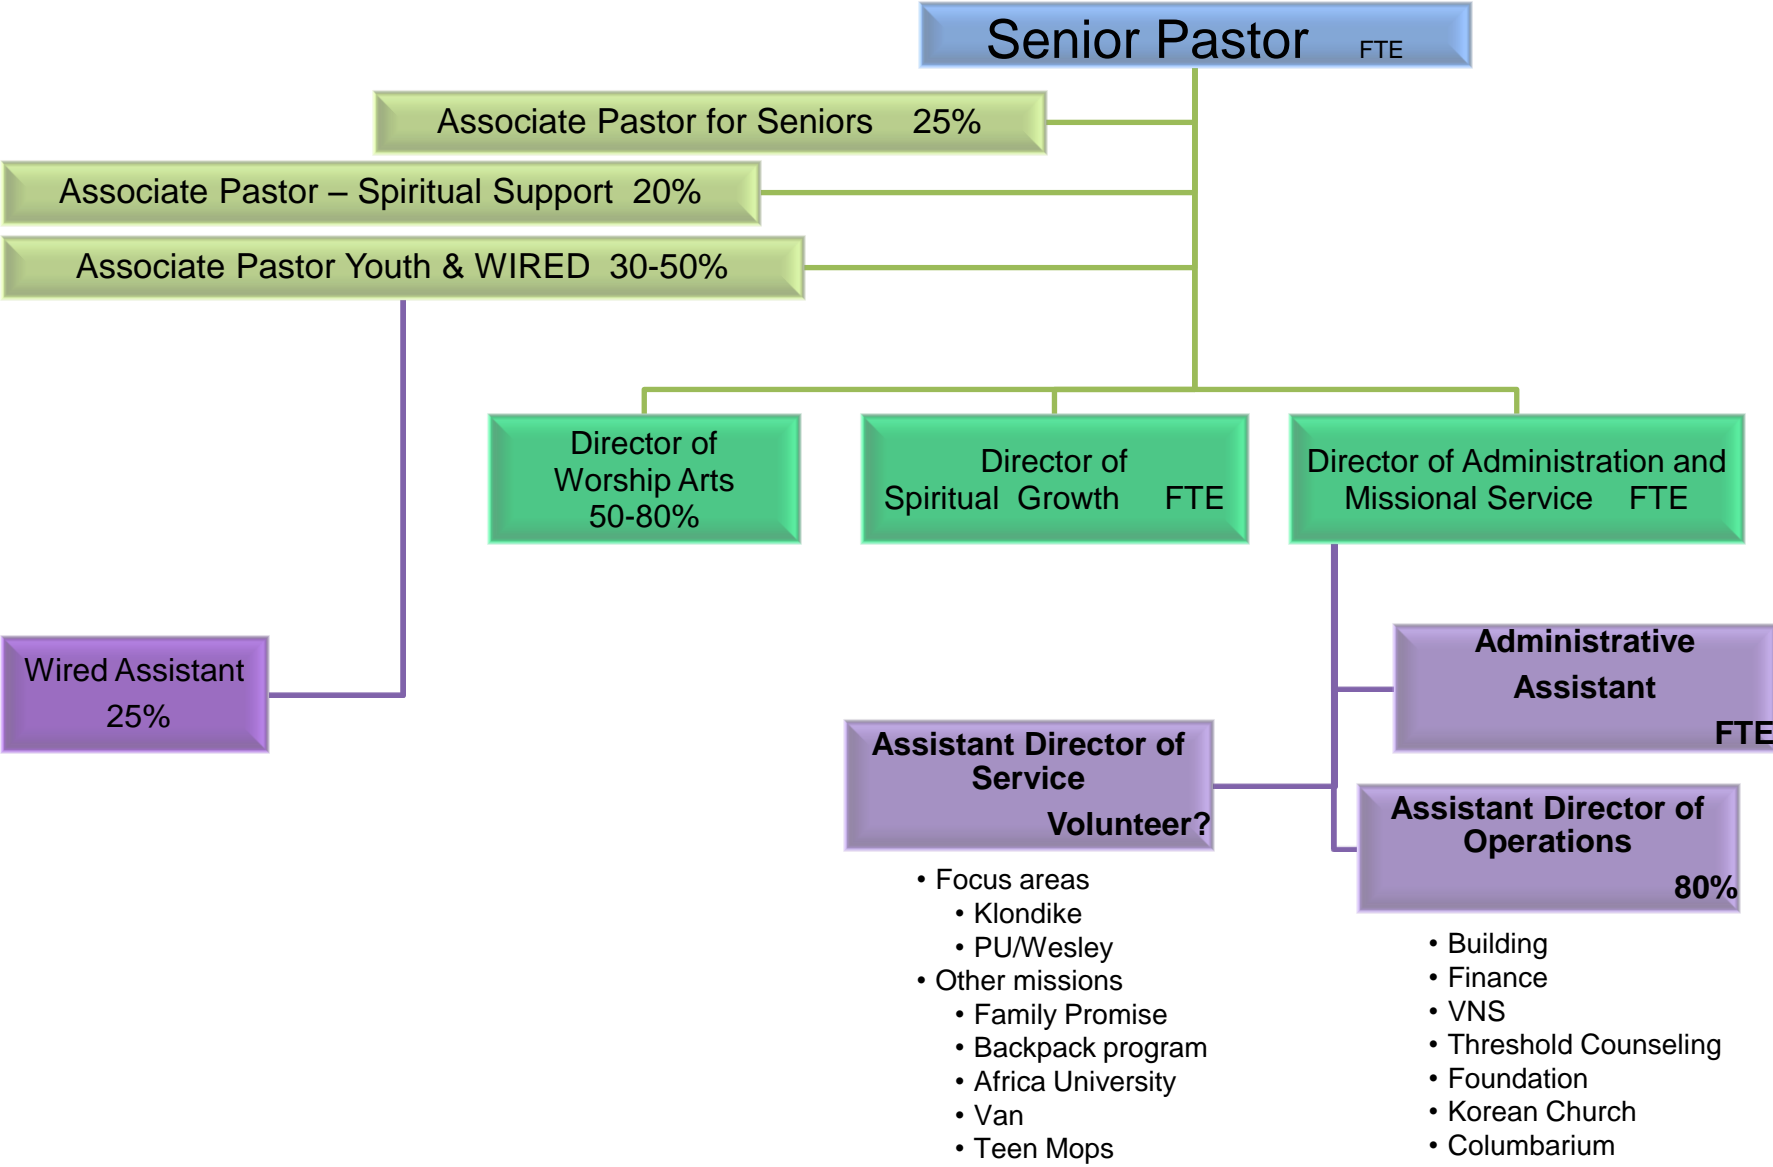 Senior Pastor FTE
Associate Pastor for Seniors 25%
Associate Pastor – Spiritual Support 20%
Associate Pastor Youth & WIRED 30-50%
Director of
Worship Arts
50-80%
Director of
Spiritual Growth FTE
Director of Administration and
Missional Service FTE
Wired Assistant
25%
Administrative
Assistant
FTE
Assistant Director of
Service
Volunteer?
Assistant Director of
Operations
80%
• Focus areas
• Klondike
• PU/Wesley
• Other missions
• Family Promise
• Backpack program
• Africa University
• Van
• Teen Mops
• Building
• Finance
• VNS
• Threshold Counseling
• Foundation
• Korean Church
• Columbarium